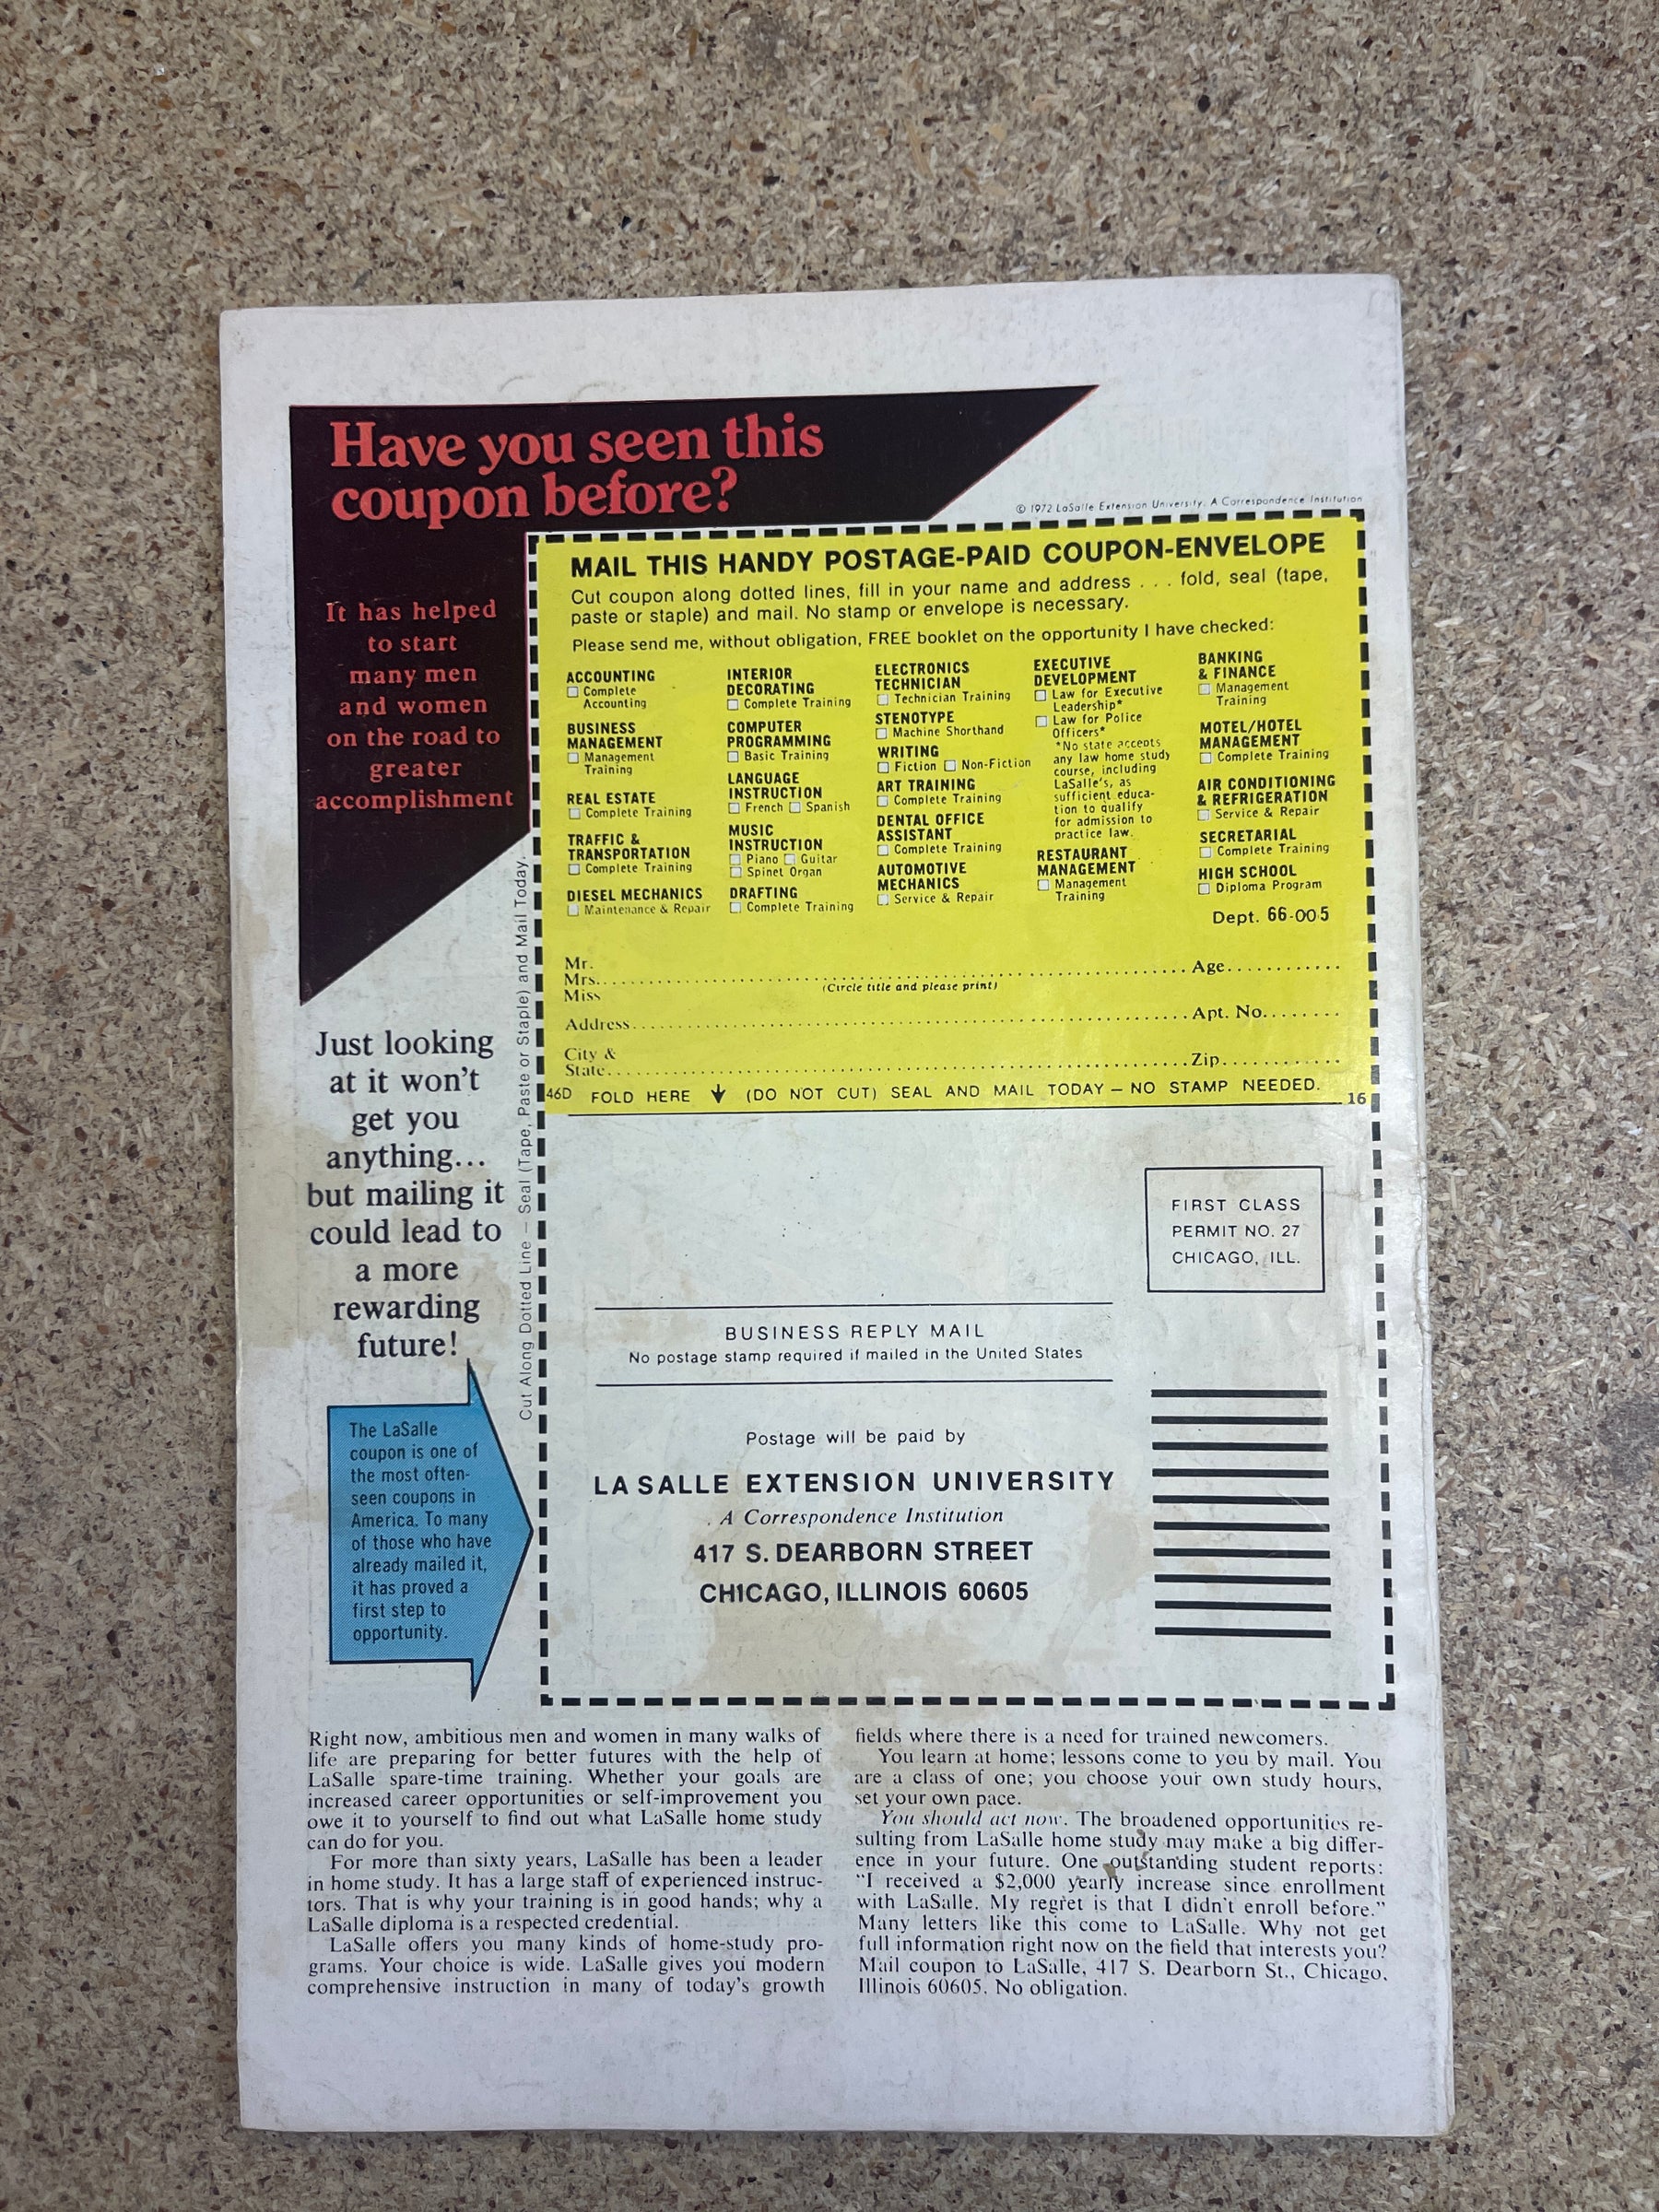 Have you seen this
coupon before?
© 1972 LaSalle Extension University, A Correspondence Institution
It has helped
to start
many men
and women
on the road to
greater
accomplishment
MAIL THIS HANDY POSTAGE-PAID COUPON-ENVELOPE
Cut coupon along dotted lines, fill in your name and address . . . fold, seal (tape,
paste or staple) and mail. No stamp or envelope is necessary.
Please send me, without obligation, FREE booklet on the opportunity I have checked:
ACCOUNTING
Complete
Accounting
BUSINESS
MANAGEMENT
Management
Training
REAL ESTATE
Complete Training
TRAFFIC &
TRANSPORTATION
Complete Training
DIESEL MECHANICS
Maintenance & Repair
INTERIOR
DECORATING
Complete Training
COMPUTER
PROGRAMMING
Basic Training
LANGUAGE
INSTRUCTION
French Spanish
MUSIC
INSTRUCTION
Piano Guitar
Spinet Organ
DRAFTING
Complete Training
ELECTRONICS
TECHNICIAN
Technician Training
STENOTYPE
Machine Shorthand
WRITING
Fiction Non-Fiction
ART TRAINING
Complete Training
DENTAL OFFICE
ASSISTANT
Complete Training
AUTOMOTIVE
MECHANICS
Service & Repair
EXECUTIVE
DEVELOPMENT
Law for Executive
Leadership*
Law for Police
Officers*
*No state accepts
any law home study
course, including
LaSalle's, as
sufficient educa-
tion to qualify
for admission to
practice law.
RESTAURANT
MANAGEMENT
Management
Training
BANKING
& FINANCE
Management
Training
MOTEL/HOTEL
MANAGEMENT
Complete Training
AIR CONDITIONING
& REFRIGERATION
Service & Repair
SECRETARIAL
Complete Training
HIGH SCHOOL
Diploma Program
Dept. 66-005
Mr.
Mrs. Age
Miss
(Circle title and please print)
Address Apt. No.
City &
State Zip
46D FOLD HERE (DO NOT CUT) SEAL AND MAIL TODAY — NO STAMP NEEDED. 16
Cut Along Dotted Line — Seal (Tape, Paste or Staple) and Mail Today.
Just looking
at it won't
get you
anything...
but mailing it
could lead to
a more
rewarding
future!
The LaSalle
coupon is one of
the most often-
seen coupons in
America. To many
of those who have
already mailed it,
it has proved a
first step to
opportunity.
FIRST CLASS
PERMIT NO. 27
CHICAGO, ILL.
BUSINESS REPLY MAIL
No postage stamp required if mailed in the United States
Postage will be paid by
LA SALLE EXTENSION UNIVERSITY
A Correspondence Institution
417 S. DEARBORN STREET
CHICAGO, ILLINOIS 60605
Right now, ambitious men and women in many walks of
life are preparing for better futures with the help of
LaSalle spare-time training. Whether your goals are
increased career opportunities or self-improvement you
owe it to yourself to find out what LaSalle home study
can do for you.
For more than sixty years, LaSalle has been a leader
in home study. It has a large staff of experienced instruc-
tors. That is why your training is in good hands; why a
LaSalle diploma is a respected credential.
LaSalle offers you many kinds of home-study pro-
grams. Your choice is wide. LaSalle gives you modern
comprehensive instruction in many of today's growth
fields where there is a need for trained newcomers.
You learn at home; lessons come to you by mail. You
are a class of one; you choose your own study hours,
set your own pace.
You should act now. The broadened opportunities re-
sulting from LaSalle home study may make a big differ-
ence in your future. One outstanding student reports:
"I received a $2,000 yearly increase since enrollment
with LaSalle. My regret is that I didn't enroll before."
Many letters like this come to LaSalle. Why not get
full information right now on the field that interests you?
Mail coupon to LaSalle, 417 S. Dearborn St., Chicago,
Illinois 60605. No obligation.